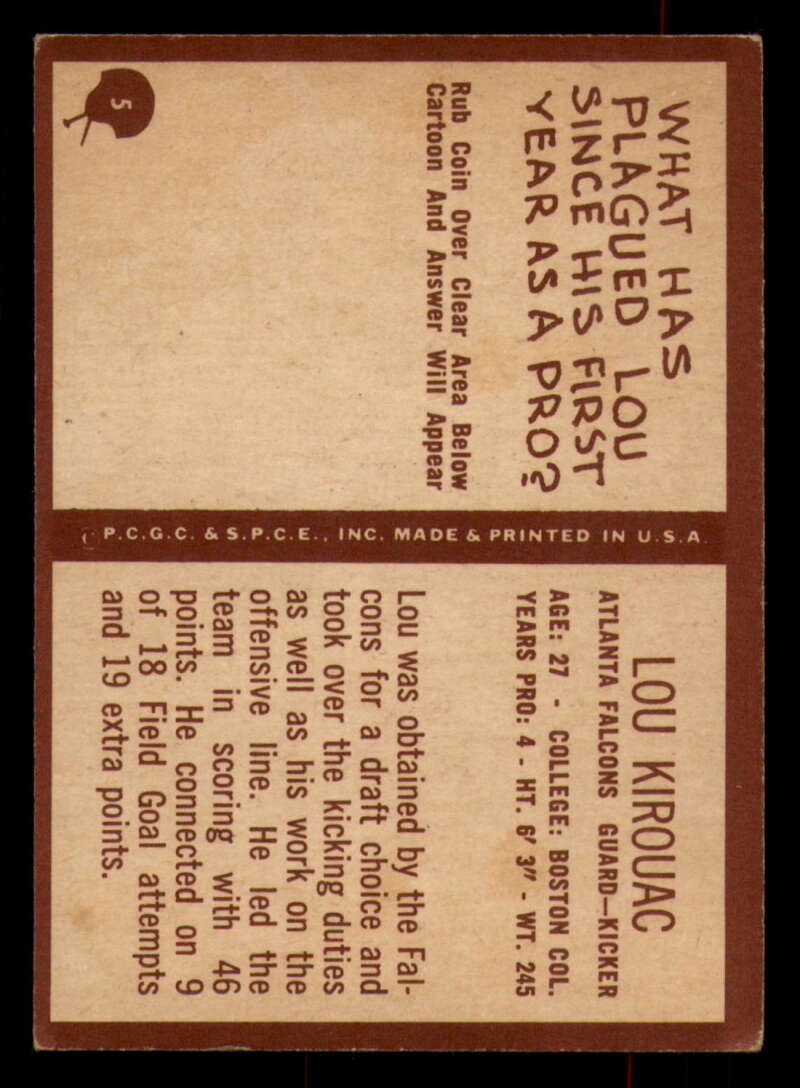 WHAT HAS
PLAGUED LOU
SINCE HIS FIRST
YEAR AS A PRO?
Rub Coin Over Clear Area Below
Cartoon And Answer Will Appear
5
P.C.G.C. & S.P.C.E., INC. MADE & PRINTED IN U.S.A.
LOU KIROUAC
ATLANTA FALCONS GUARD—KICKER
AGE: 27 - COLLEGE: BOSTON COL.
YEARS PRO: 4 - HT. 6' 3" - WT. 245
Lou was obtained by the Fal-
cons for a draft choice and
took over the kicking duties
as well as his work on the
offensive line. He led the
team in scoring with 46
points. He connected on 9
of 18 Field Goal attempts
and 19 extra points.